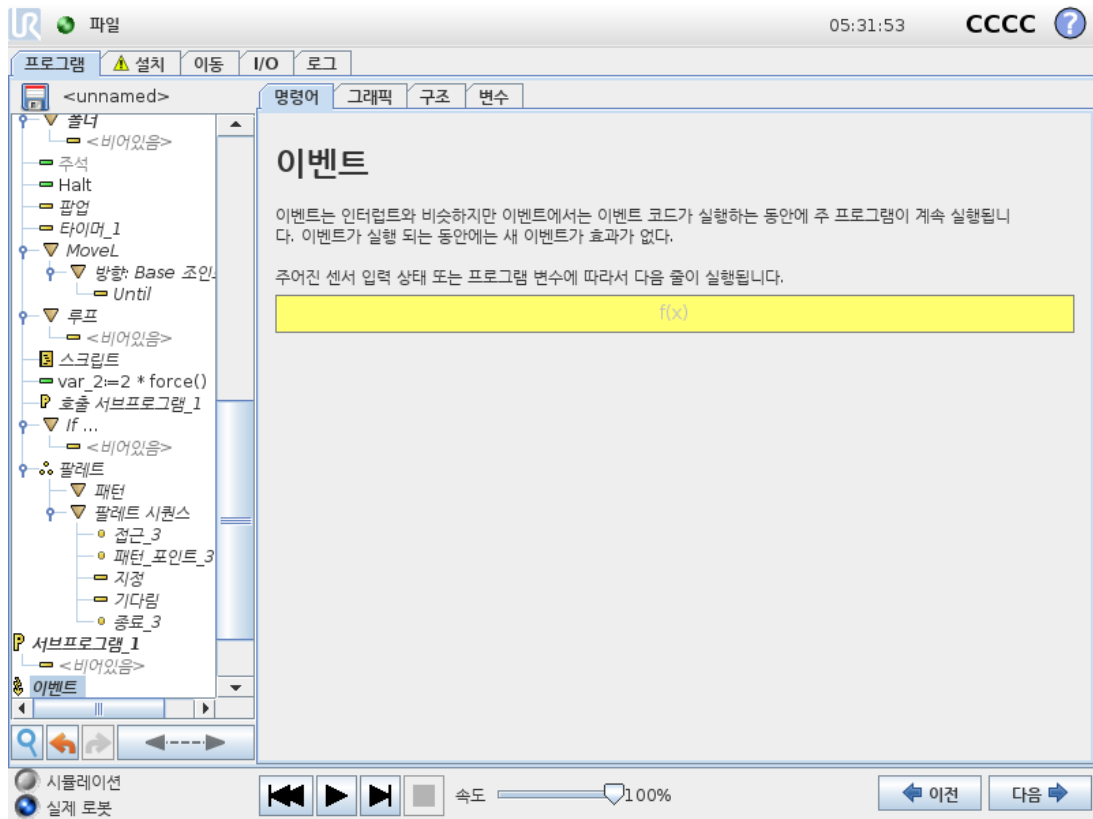 UR
파일
05:31:53
CCCC
?
프로그램
설치
이동
I/O
로그
<unnamed>
명령어
그래픽
구조
변수
폴더
<비어있음>
주석
Halt
팝업
타이머_1
MoveL
방향: Base 조인
Until
루프
<비어있음>
스크립트
var_2:=2 * force()
호출 서브프로그램_1
If ...
<비어있음>
팔레트
패턴
팔레트 시퀀스
접근_3
패턴_포인트_3
지정
기다림
종료_3
서브프로그램_1
<비어있음>
이벤트
이벤트
이벤트는 인터럽트와 비슷하지만 이벤트에서는 이벤트 코드가 실행하는 동안에 주 프로그램이 계속 실행됩니
다. 이벤트가 실행 되는 동안에는 새 이벤트가 효과가 없다.
주어진 센서 입력 상태 또는 프로그램 변수에 따라서 다음 줄이 실행됩니다.
f(x)
시뮬레이션
실제 로봇
속도
100%
이전
다음